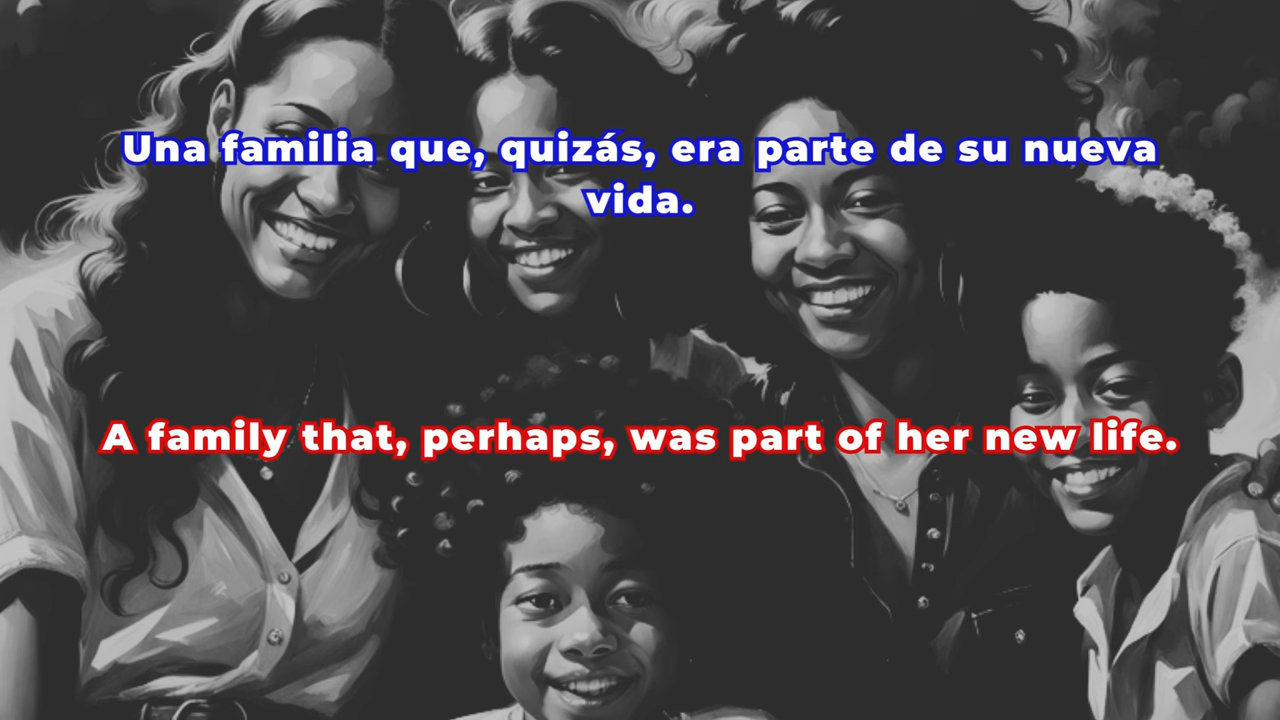 Una familia que, quizás, era parte de su nueva
vida.
A family that, perhaps, was part of her new life.